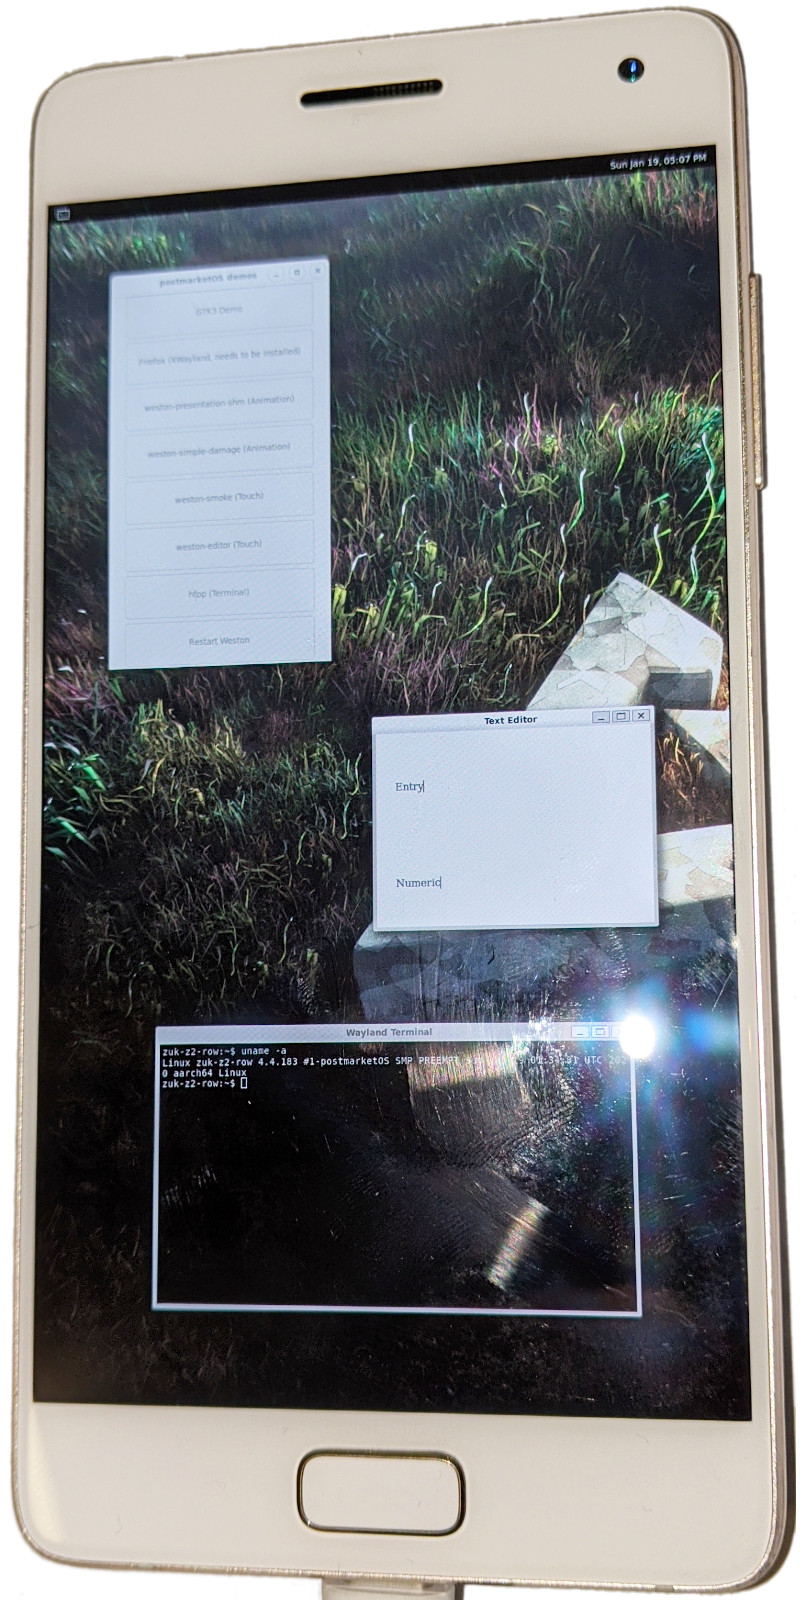 Sun Jan 19, 05:07 PM
postmarketOS demos
GTK3 Demo
Firefox (XWayland, needs to be installed)
weston-presentation-shm (Animation)
weston-simple-damage (Animation)
weston-smoke (Touch)
weston-editor (Touch)
htop (Terminal)
Restart Weston
Text Editor
Entry
Numeric
Wayland Terminal
zuk-z2-row:~$ uname -a
Linux zuk-z2-row 4.4.183 #1-postmarketOS SMP PREEMPT UTC
0 aarch64 Linux
zuk-z2-row:~$